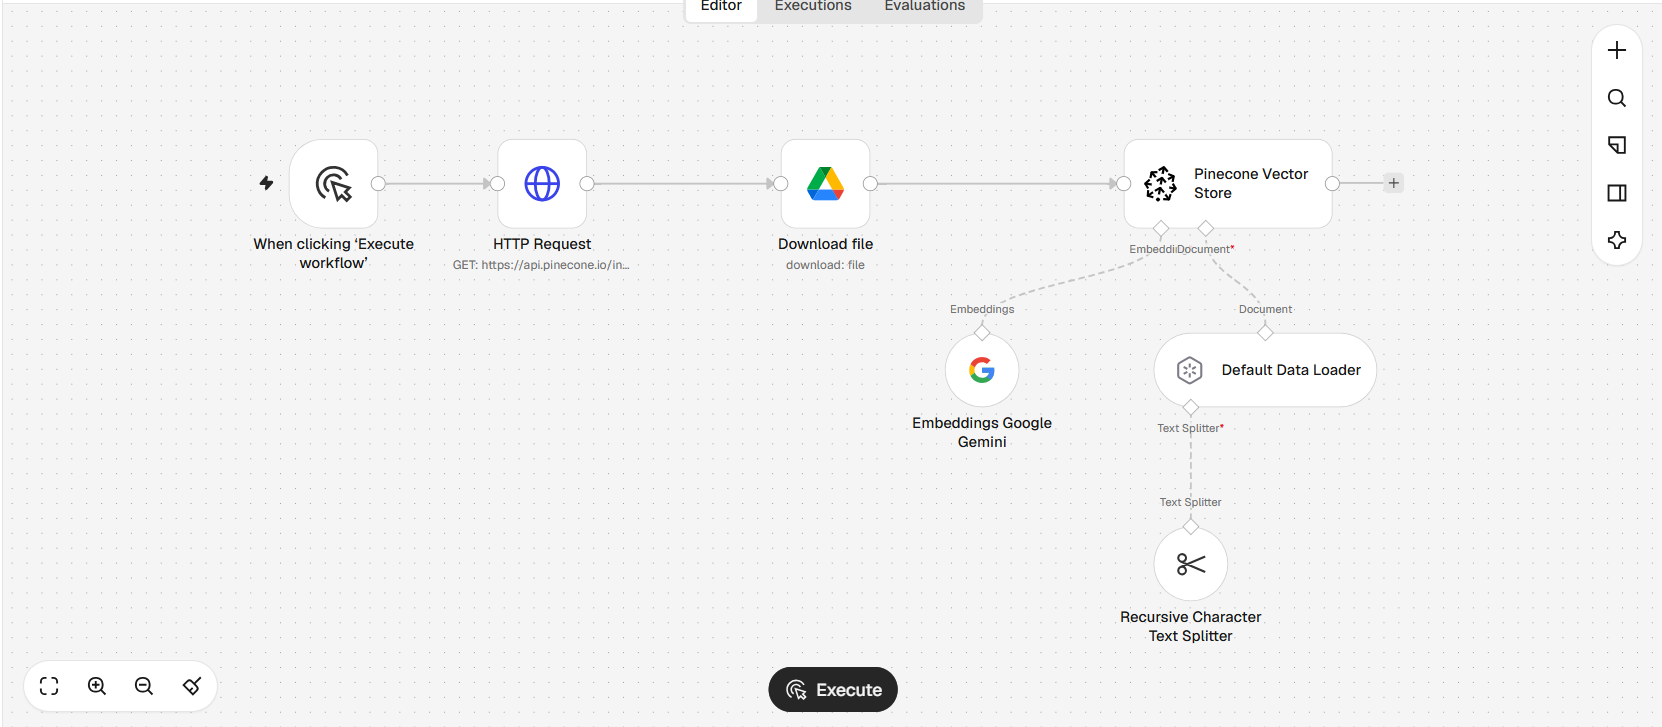 Editor
Executions
Evaluations
Pinecone Vector
Store
When clicking ‘Execute
workflow’
HTTP Request
GET: https://api.pinecone.io/in...
Download file
download: file
Embeddi
Document*
Embeddings
Document
Default Data Loader
Embeddings Google
Gemini
Text Splitter*
Text Splitter
Recursive Character
Text Splitter
Execute